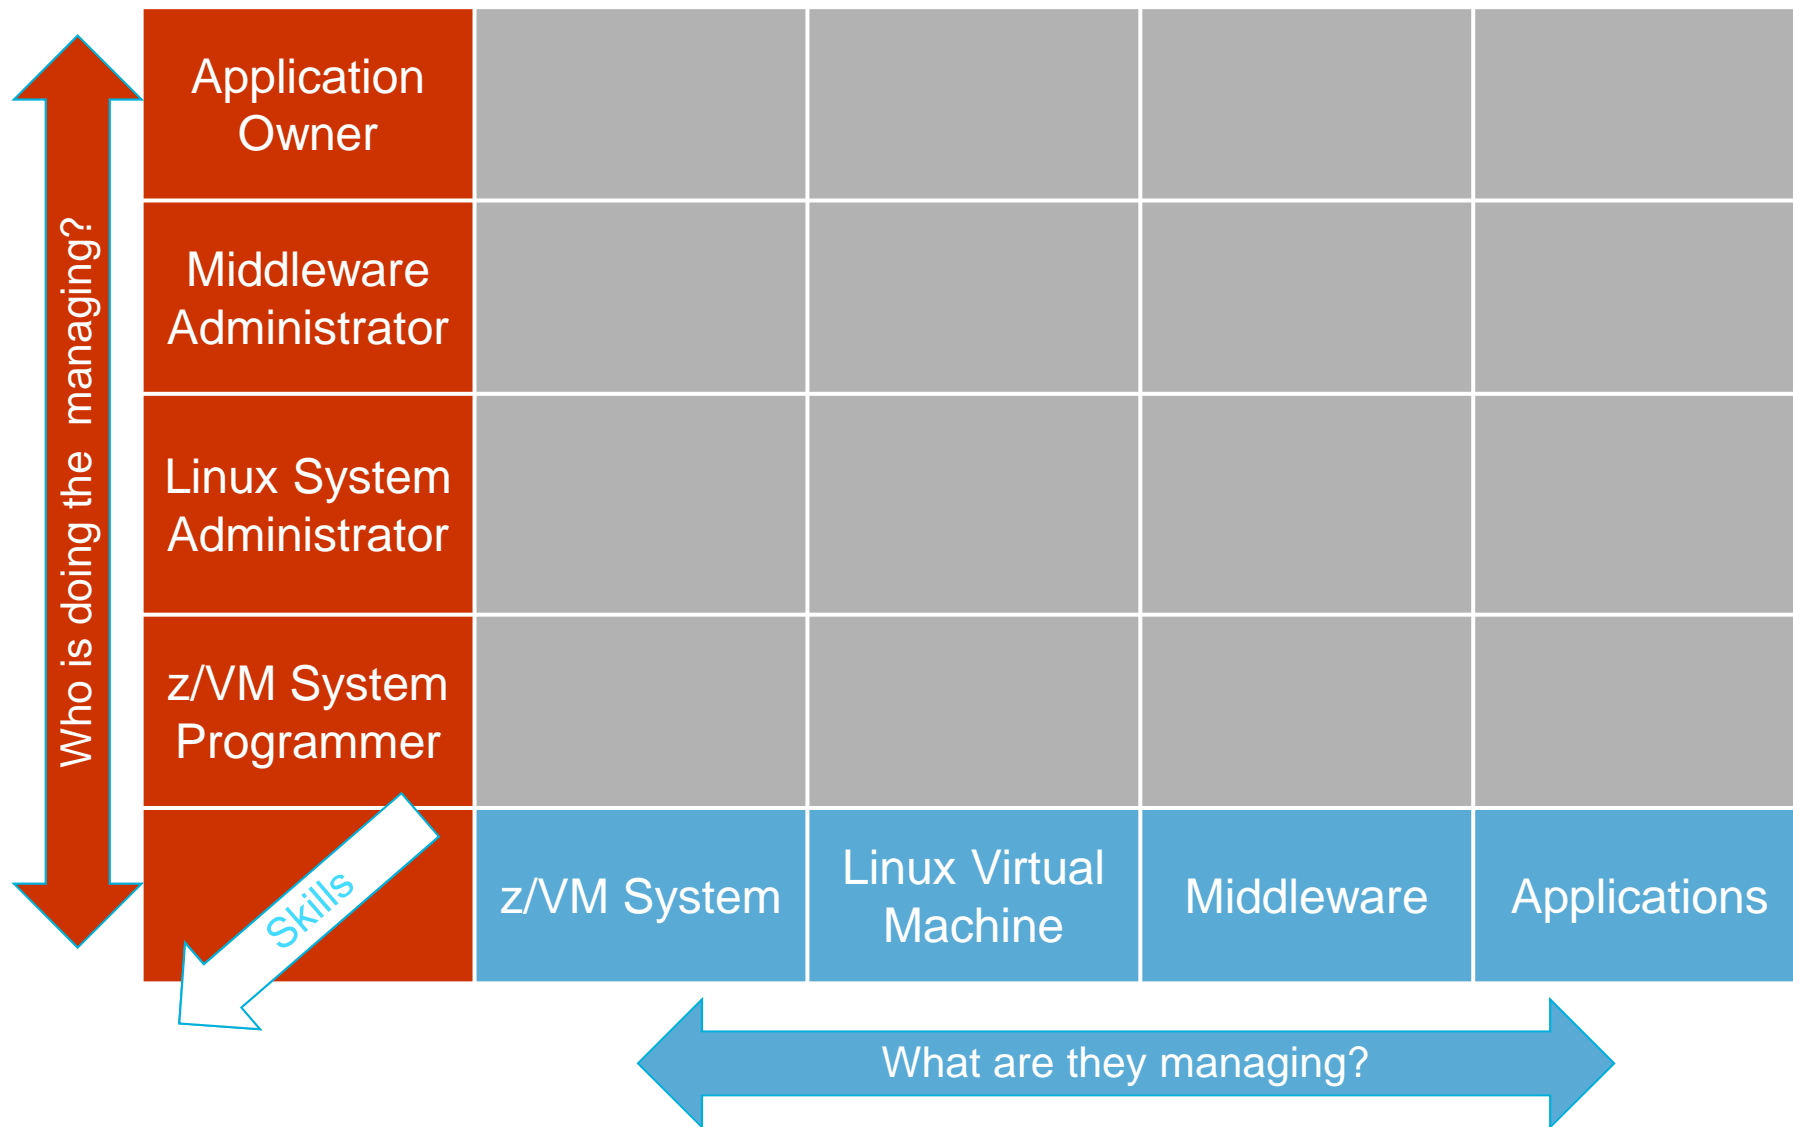 Who is doing the  managing?
Application
Owner
Middleware
Administrator
Linux System
Administrator
z/VM System
Programmer
Skills
z/VM System
Linux Virtual
Machine
Middleware
Applications
What are they managing?